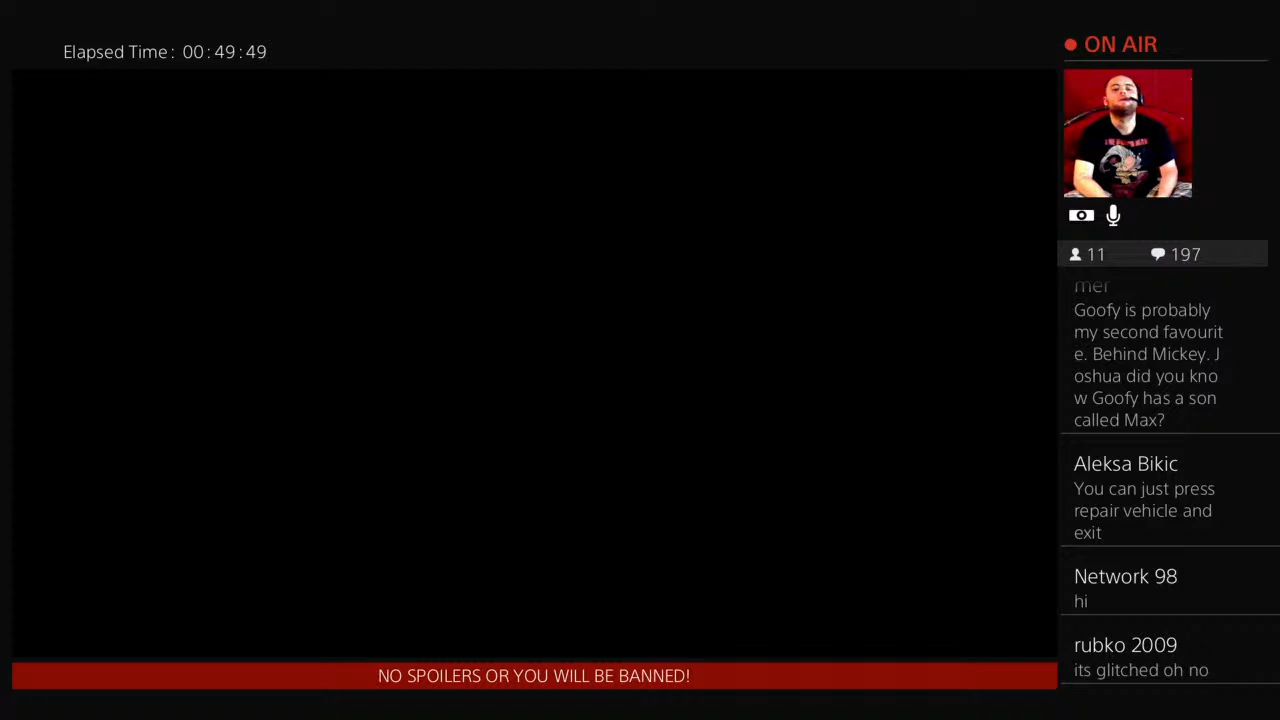 Elapsed Time: 00:49:49
ON AIR
11 197
mer
Goofy is probably
my second favourit
e. Behind Mickey. J
oshua did you kno
w Goofy has a son
called Max?
Aleksa Bikic
You can just press
repair vehicle and
exit
Network 98
hi
rubko 2009
its glitched oh no
NO SPOILERS OR YOU WILL BE BANNED!